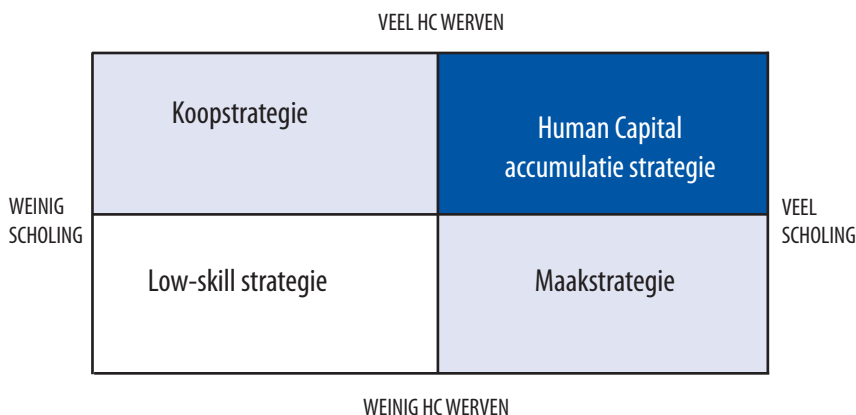 VEEL HC WERVEN
Koopstrategie
Human Capital
accumulatie strategie
WEINIG
SCHOLING
VEEL
SCHOLING
Low-skill strategie
Maakstrategie
WEINIG HC WERVEN